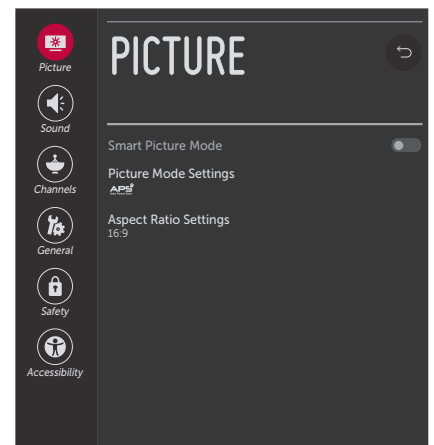 PICTURE
Picture
Sound
Channels
General
Safety
Accessibility
Smart Picture Mode
Picture Mode Settings
APS
Aspect Ratio Settings
16:9